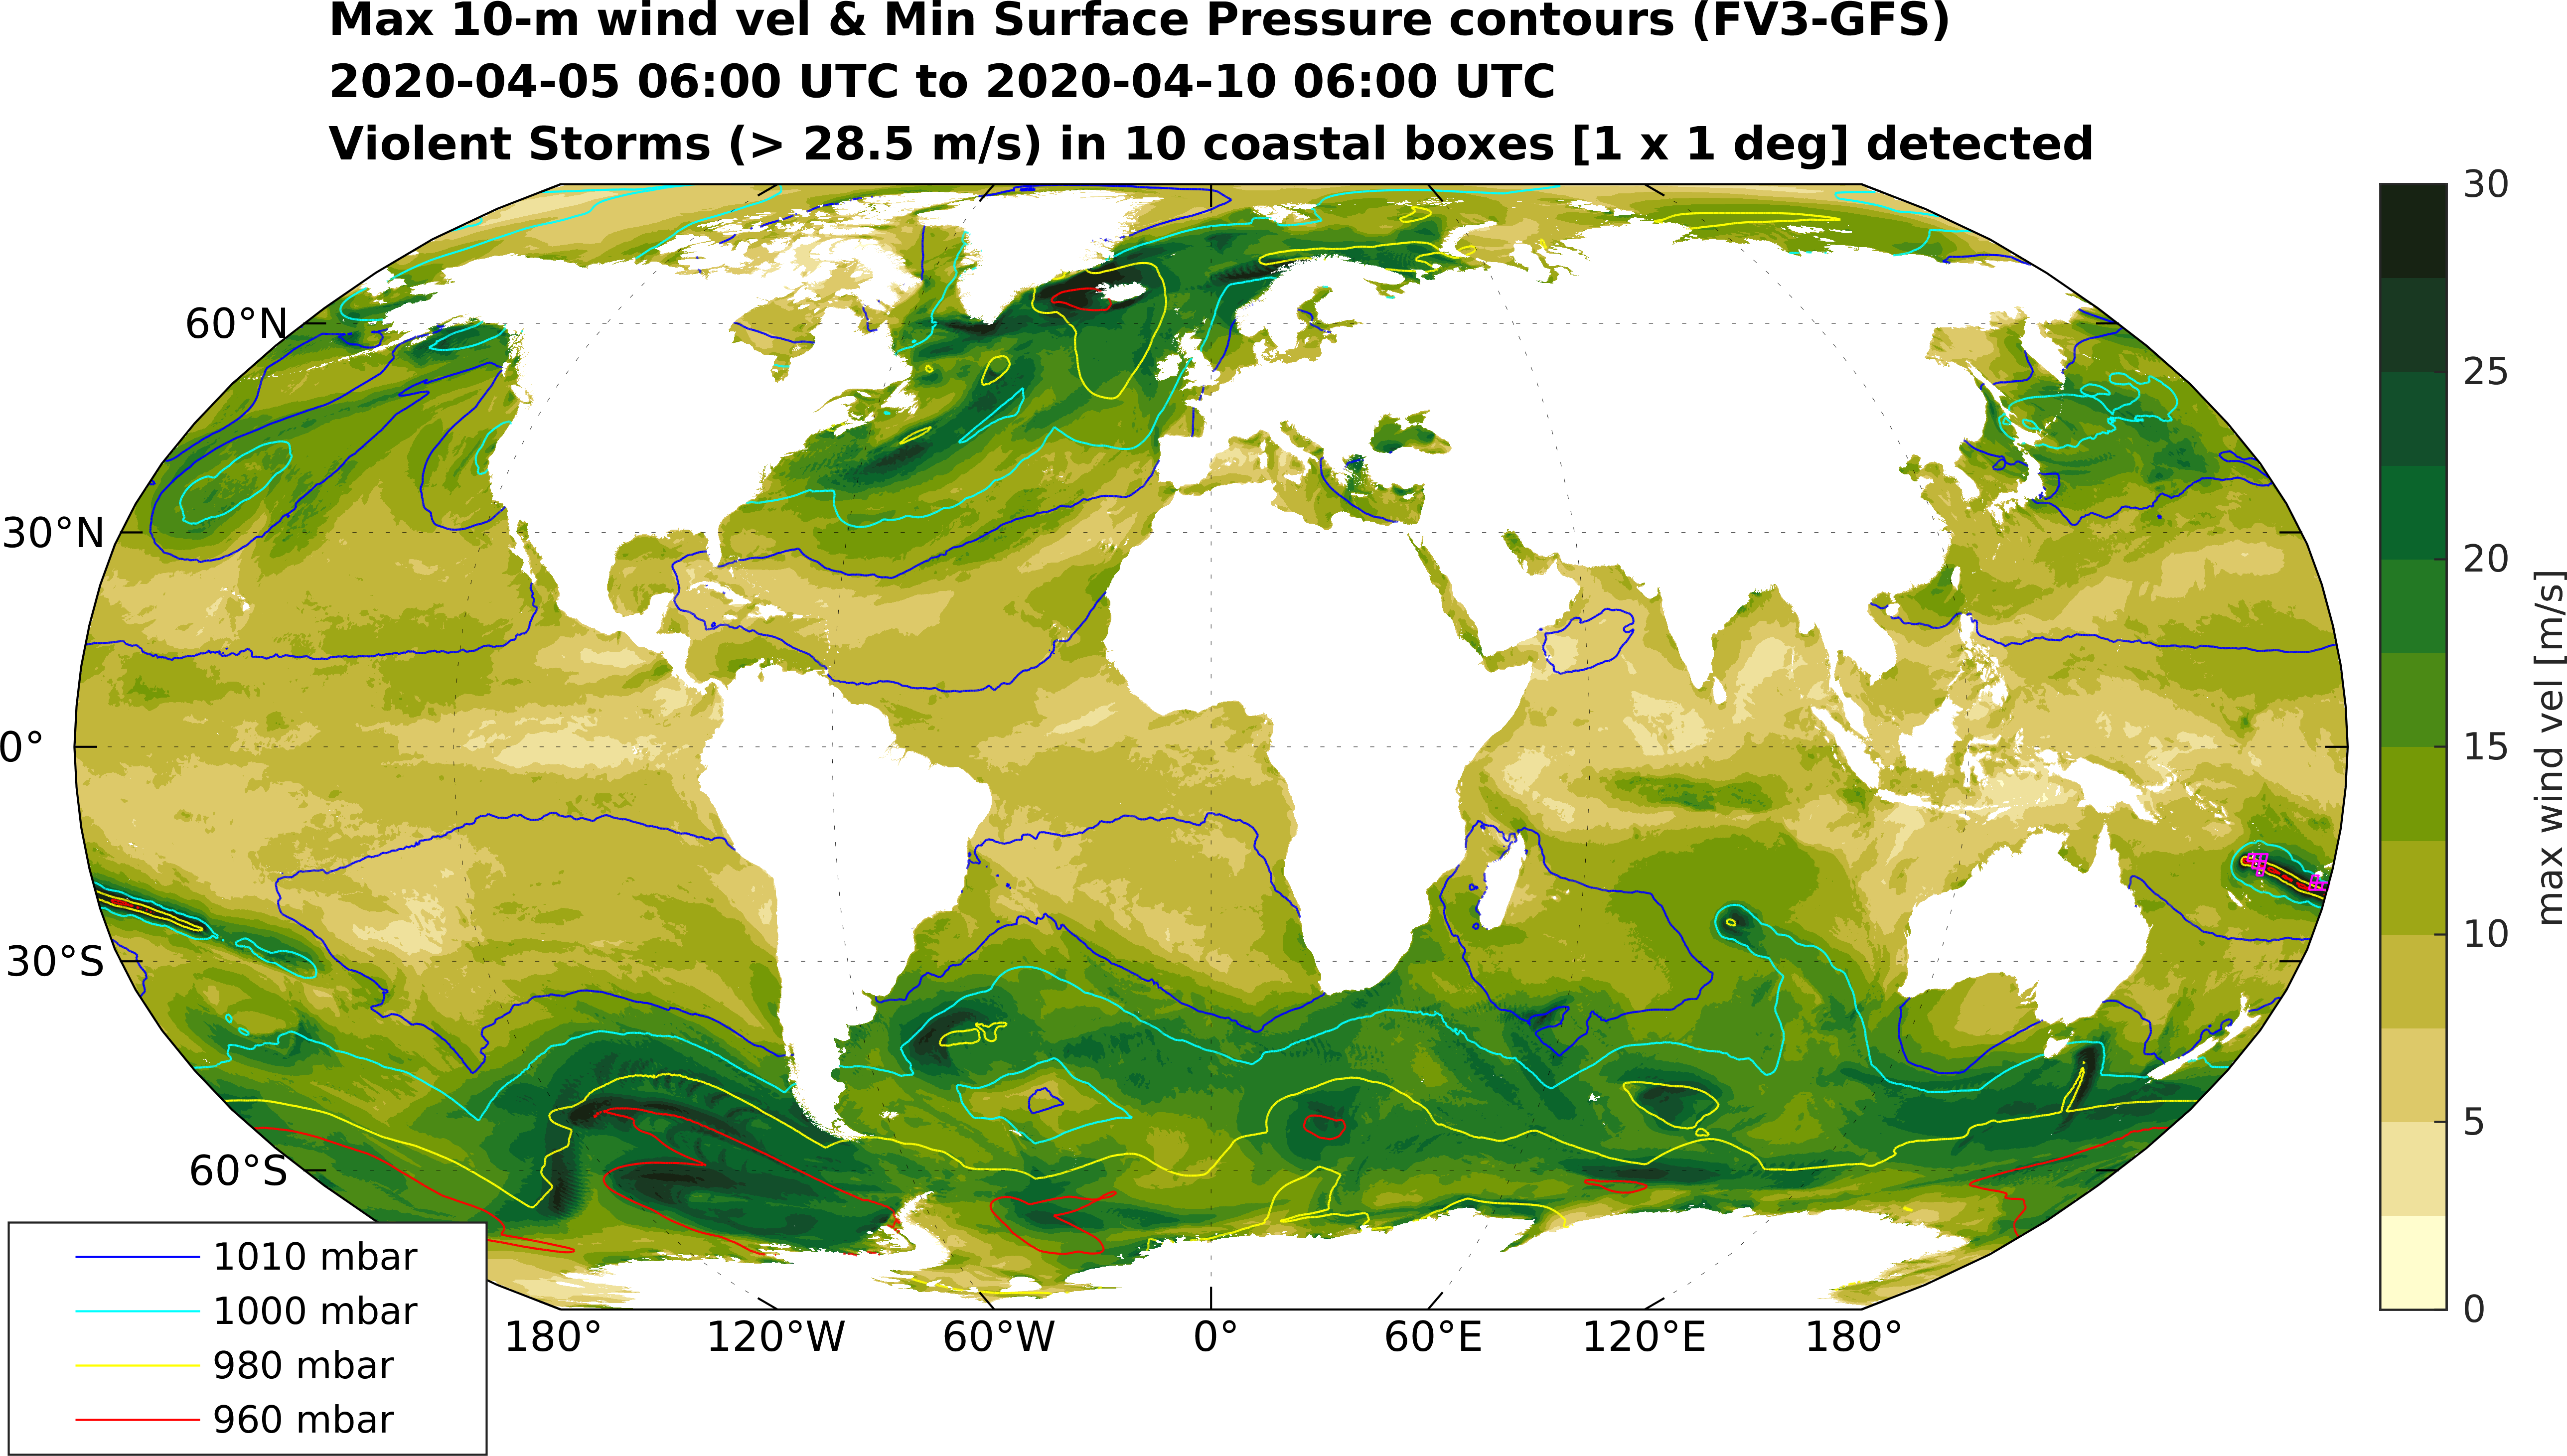 Max 10-m wind vel & Min Surface Pressure contours (FV3-GFS)
2020-04-05 06:00 UTC to 2020-04-10 06:00 UTC
Violent Storms (> 28.5 m/s) in 10 coastal boxes [1 x 1 deg] detected
60°N
30°N
0°
30°S
60°S
180°
120°W
60°W
0°
60°E
120°E
180°
1010 mbar
1000 mbar
980 mbar
960 mbar
30
25
20
15
10
5
0
max wind vel [m/s]